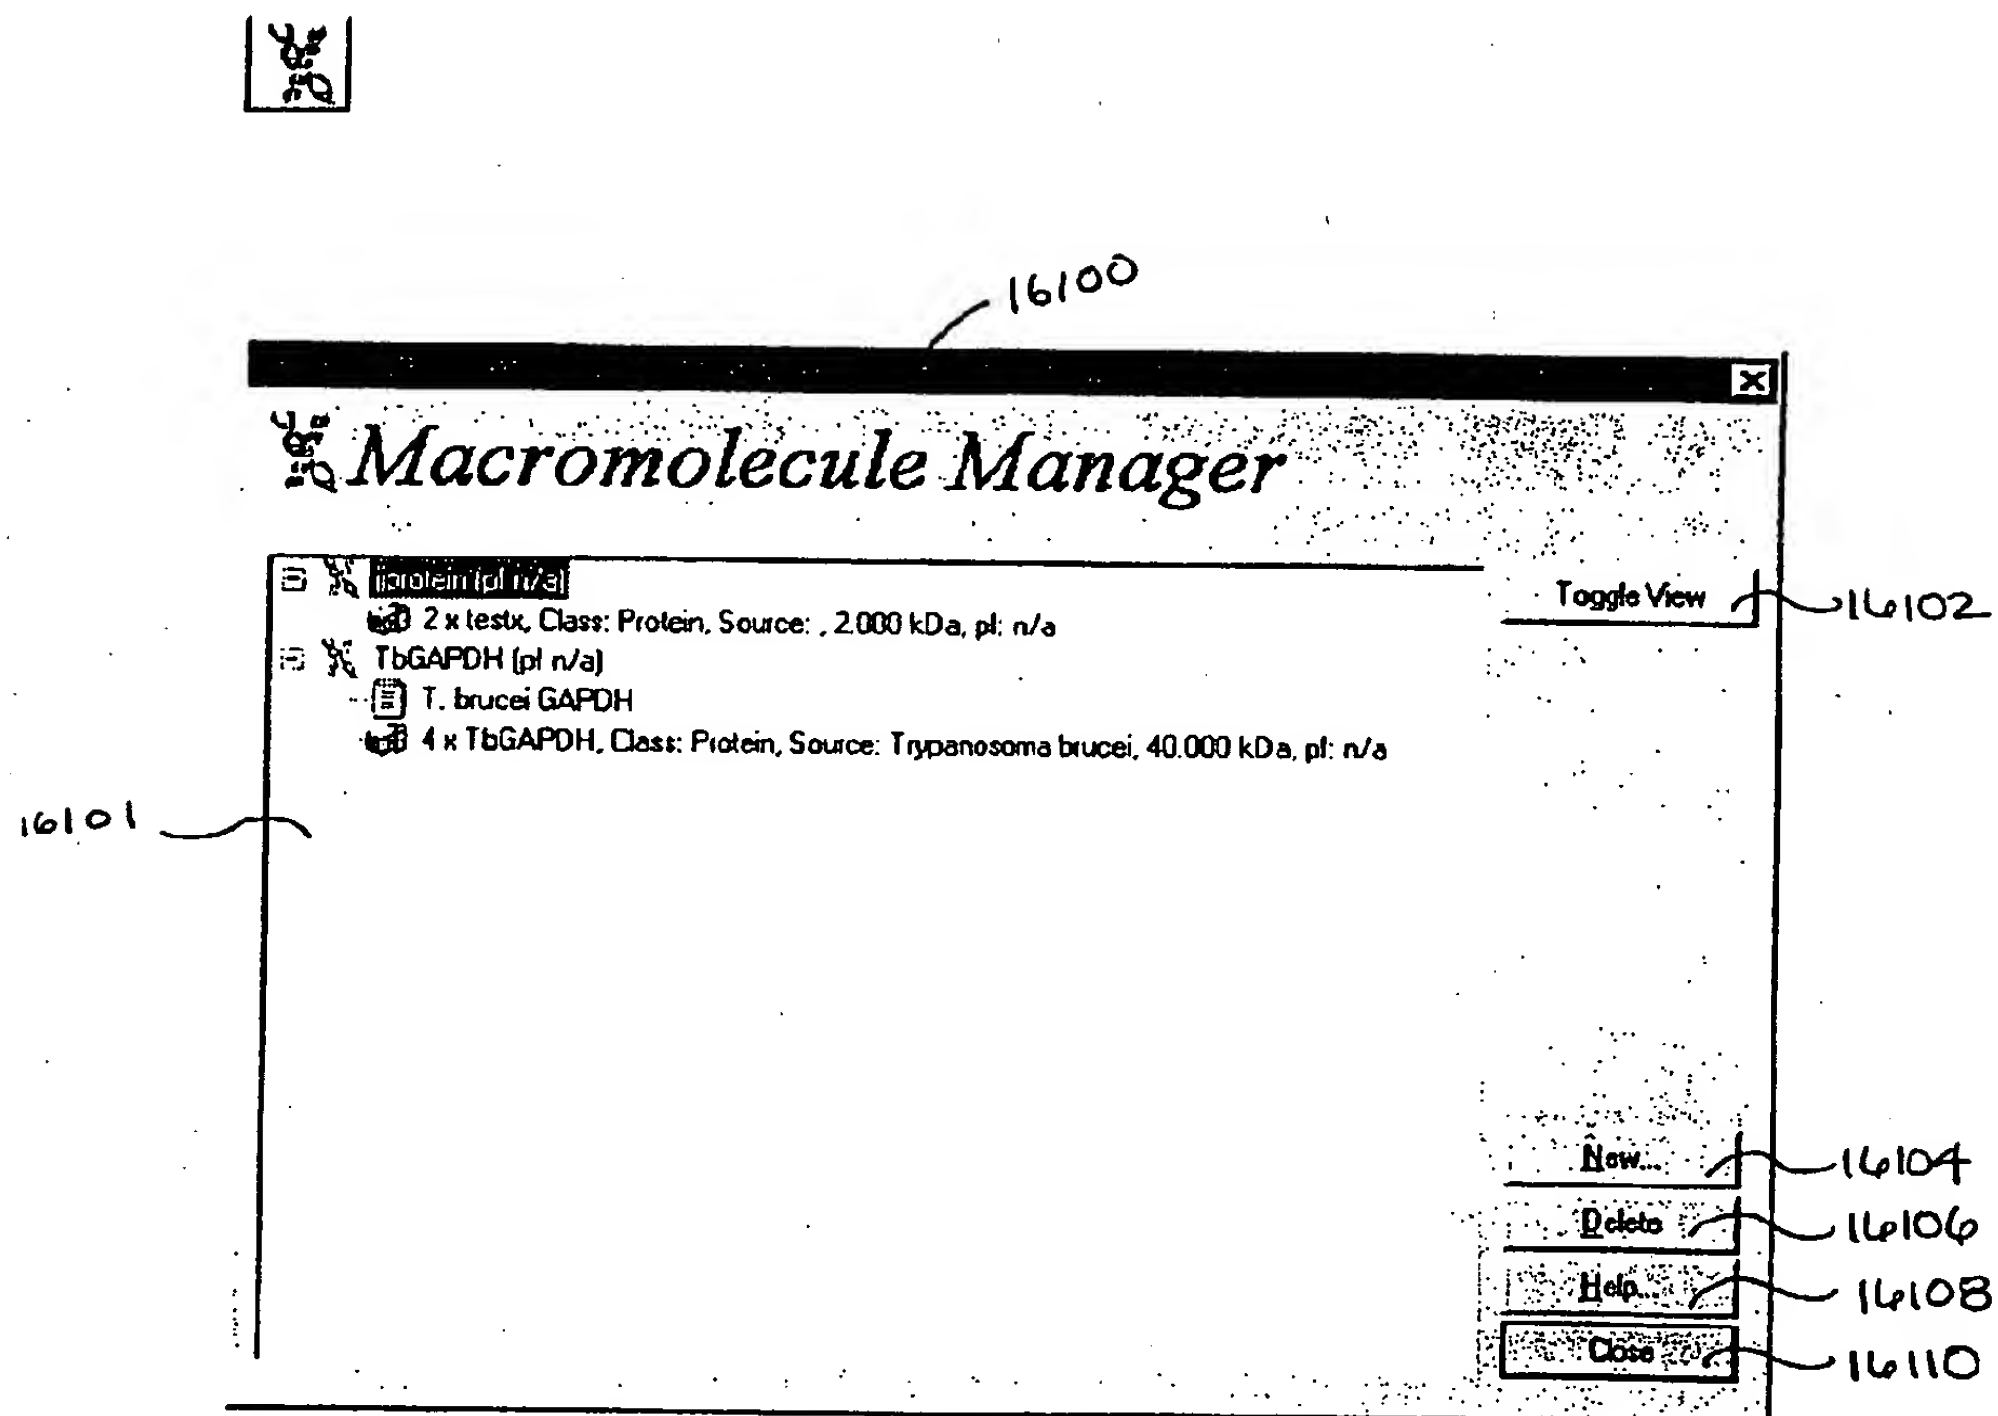 16100
Macromolecule Manager
protein (pI n/a)
2 x testx, Class: Protein, Source: , 2.000 kDa, pI: n/a
Toggle View
16102
TbGAPDH (pI n/a)
T. brucei GAPDH
4 x TbGAPDH, Class: Protein, Source: Trypanosoma brucei, 40.000 kDa, pI: n/a
16101
New...
16104
Delete
16106
Help...
16108
Close
16110